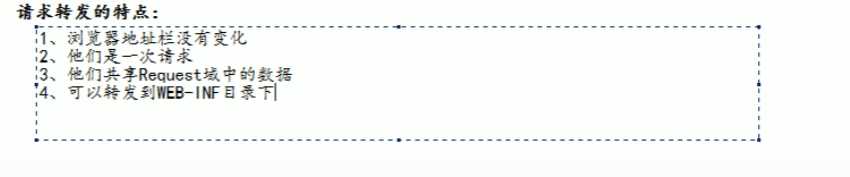 请求转发的特点：
1、浏览器地址栏没有变化
2、他们是一次请求
3、他们共享Request域中的数据
4、可以转发到WEB-INF目录下